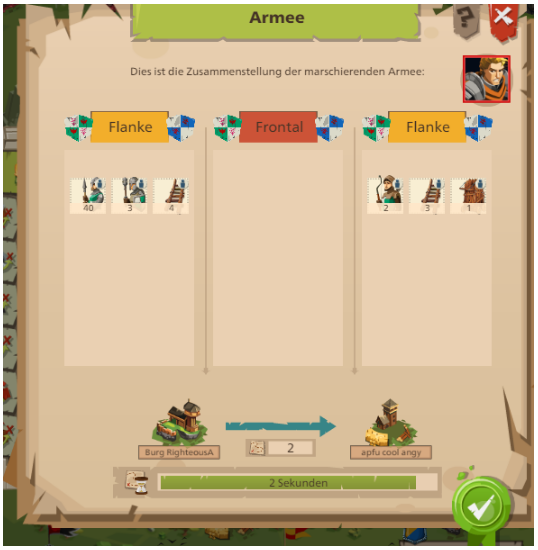 Armee
?
Dies ist die Zusammenstellung der marschierenden Armee:
Flanke
Frontal
Flanke
40 3 4
2 3 1
Burg RighteousA
2
apfu cool angy
2 Sekunden